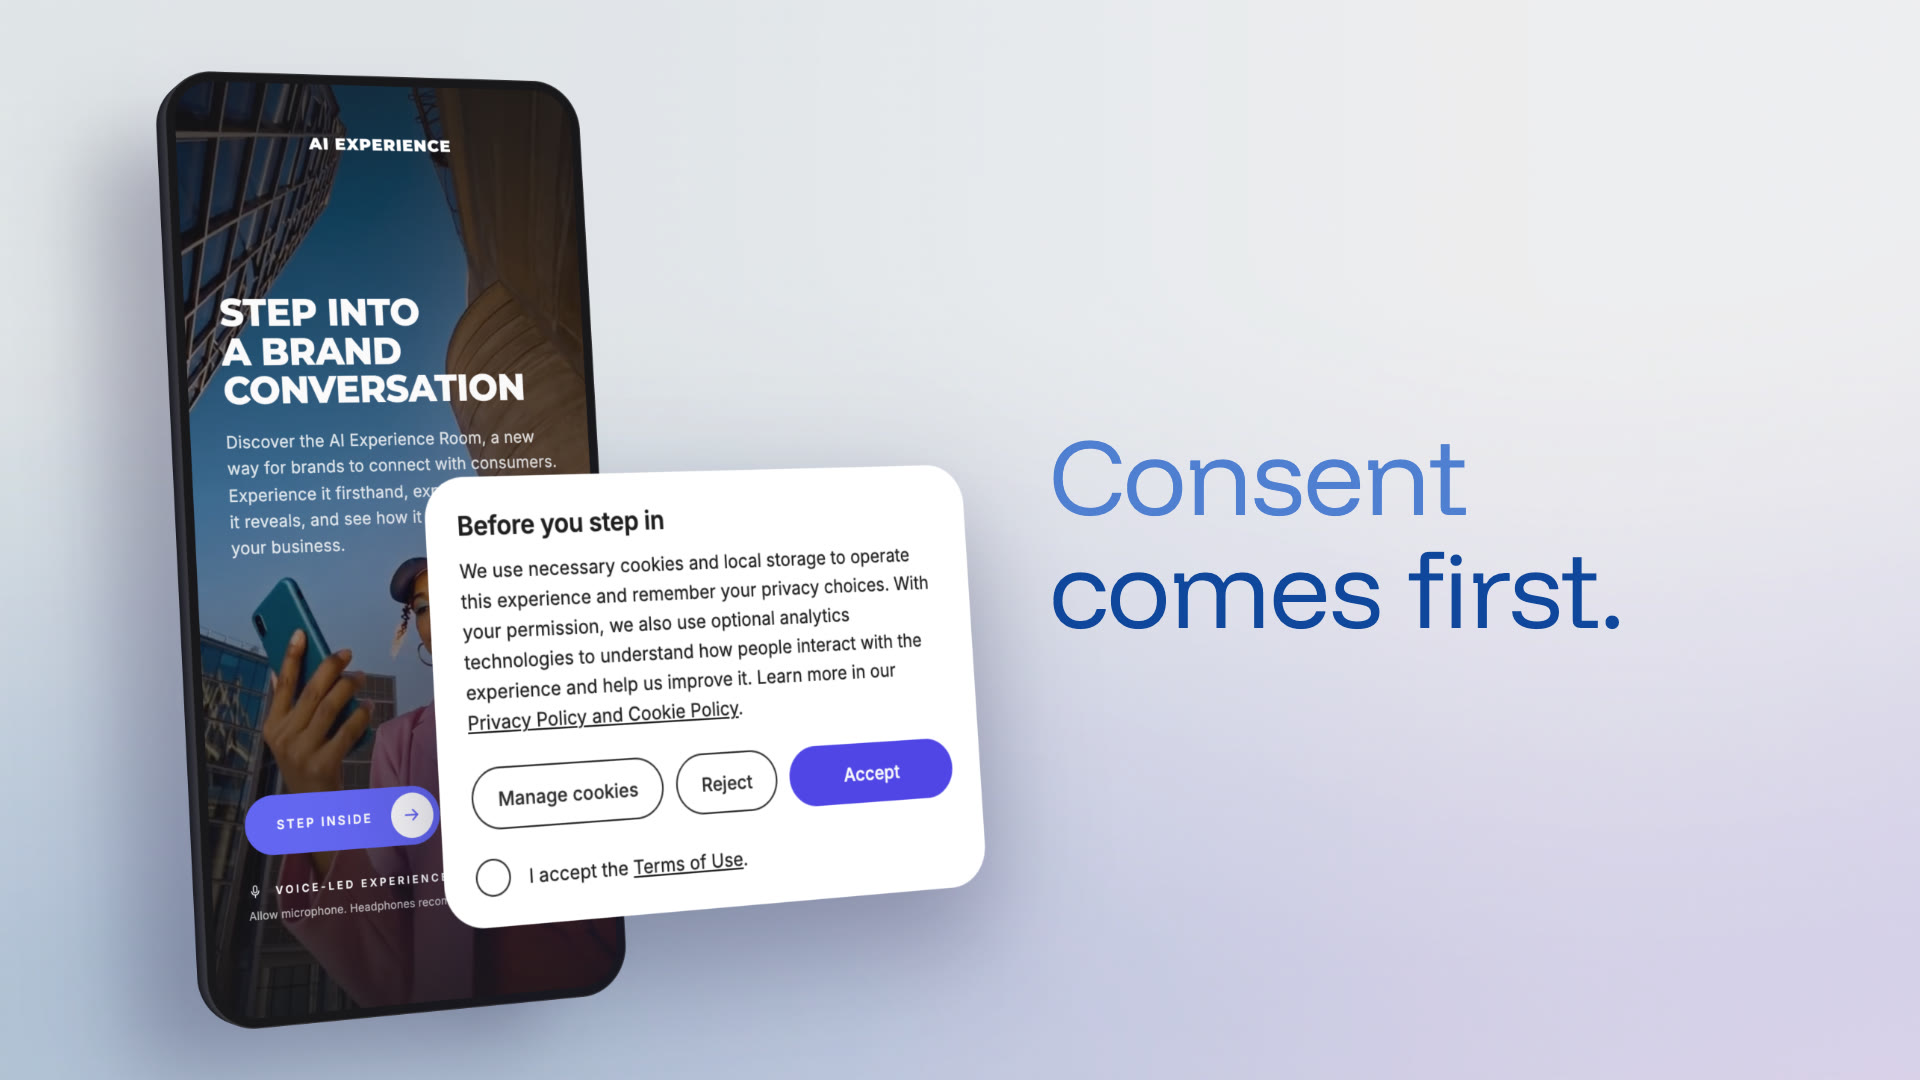 AI EXPERIENCE
STEP INTO
A BRAND
CONVERSATION
Discover the AI Experience Room, a new
way for brands to connect with consumers.
Experience it firsthand,
it reveals, and see how it
your business.
STEP INSIDE
VOICE-LED EXPERIENCE
Allow microphone. Headphones
Before you step in
We use necessary cookies and local storage to operate
this experience and remember your privacy choices. With
your permission, we also use optional analytics
technologies to understand how people interact with the
experience and help us improve it. Learn more in our
Privacy Policy and Cookie Policy.
Manage cookies
Reject
Accept
I accept the Terms of Use.
Consent
comes first.